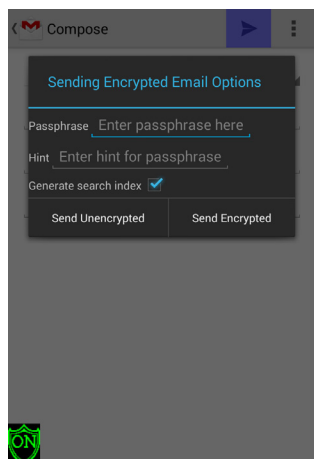 Compose
Sending Encrypted Email Options
Passphrase Enter passphrase here
Hint Enter hint for passphrase
Generate search index
Send Unencrypted Send Encrypted
ON